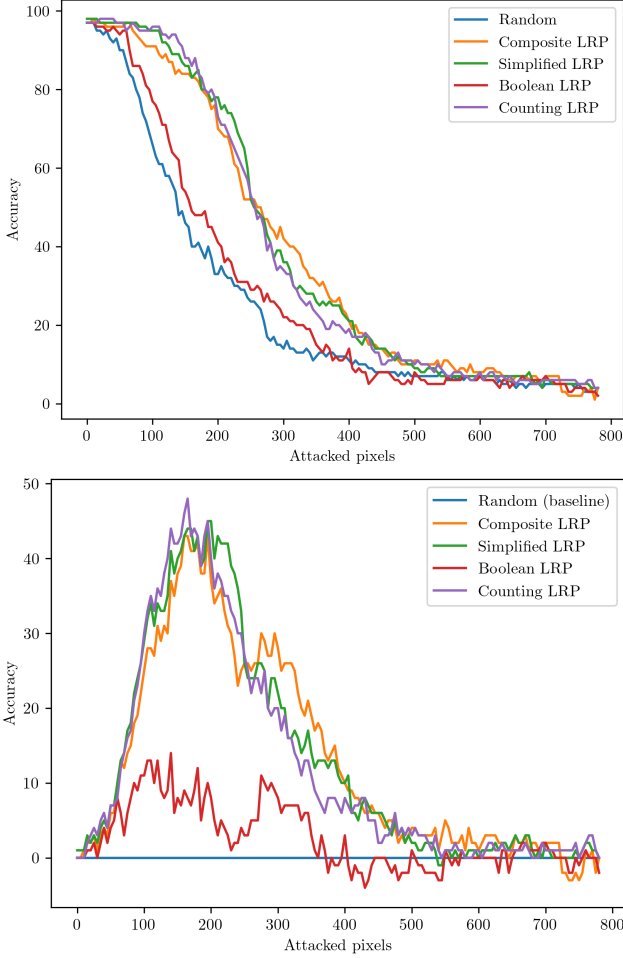 100
80
60
40
20
0
Accuracy
Random
Composite LRP
Simplified LRP
Boolean LRP
Counting LRP
0 100 200 300 400 500 600 700 800
Attacked pixels
50
40
30
20
10
0
Accuracy
Random (baseline)
Composite LRP
Simplified LRP
Boolean LRP
Counting LRP
0 100 200 300 400 500 600 700 800
Attacked pixels